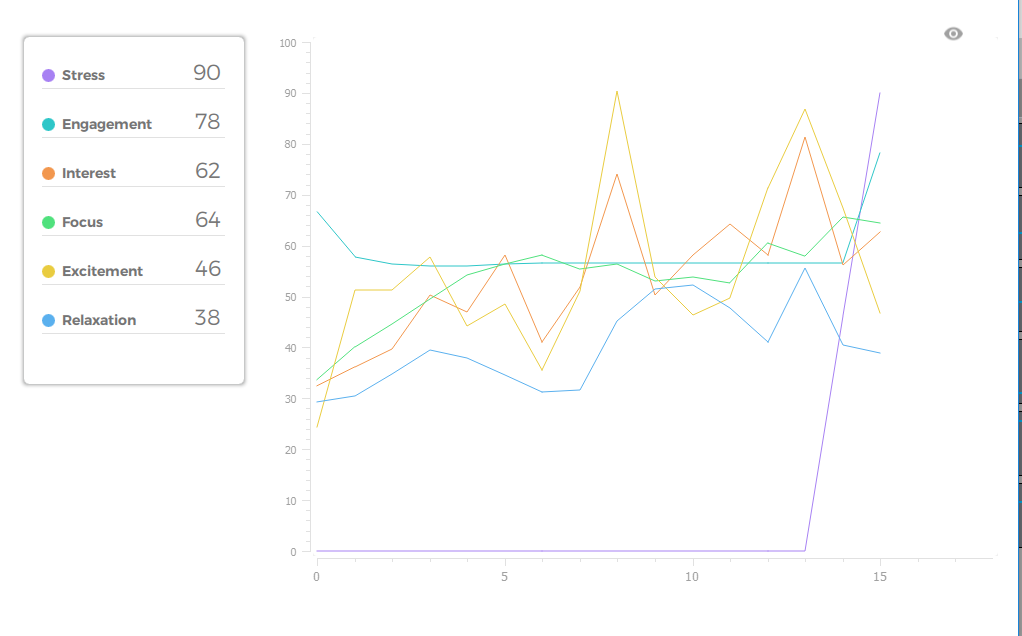 Stress 90
Engagement 78
Interest 62
Focus 64
Excitement 46
Relaxation 38
100
90
80
70
60
50
40
30
20
10
0
0 5 10 15